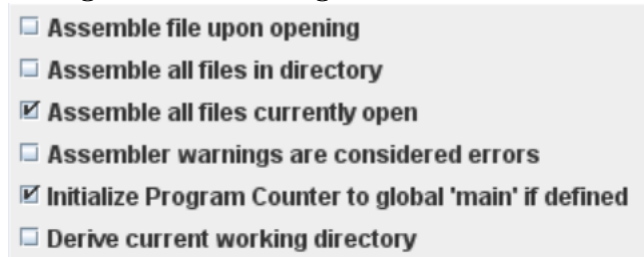 Assemble file upon opening
Assemble all files in directory
Assemble all files currently open
Assembler warnings are considered errors
Initialize Program Counter to global 'main' if defined
Derive current working directory